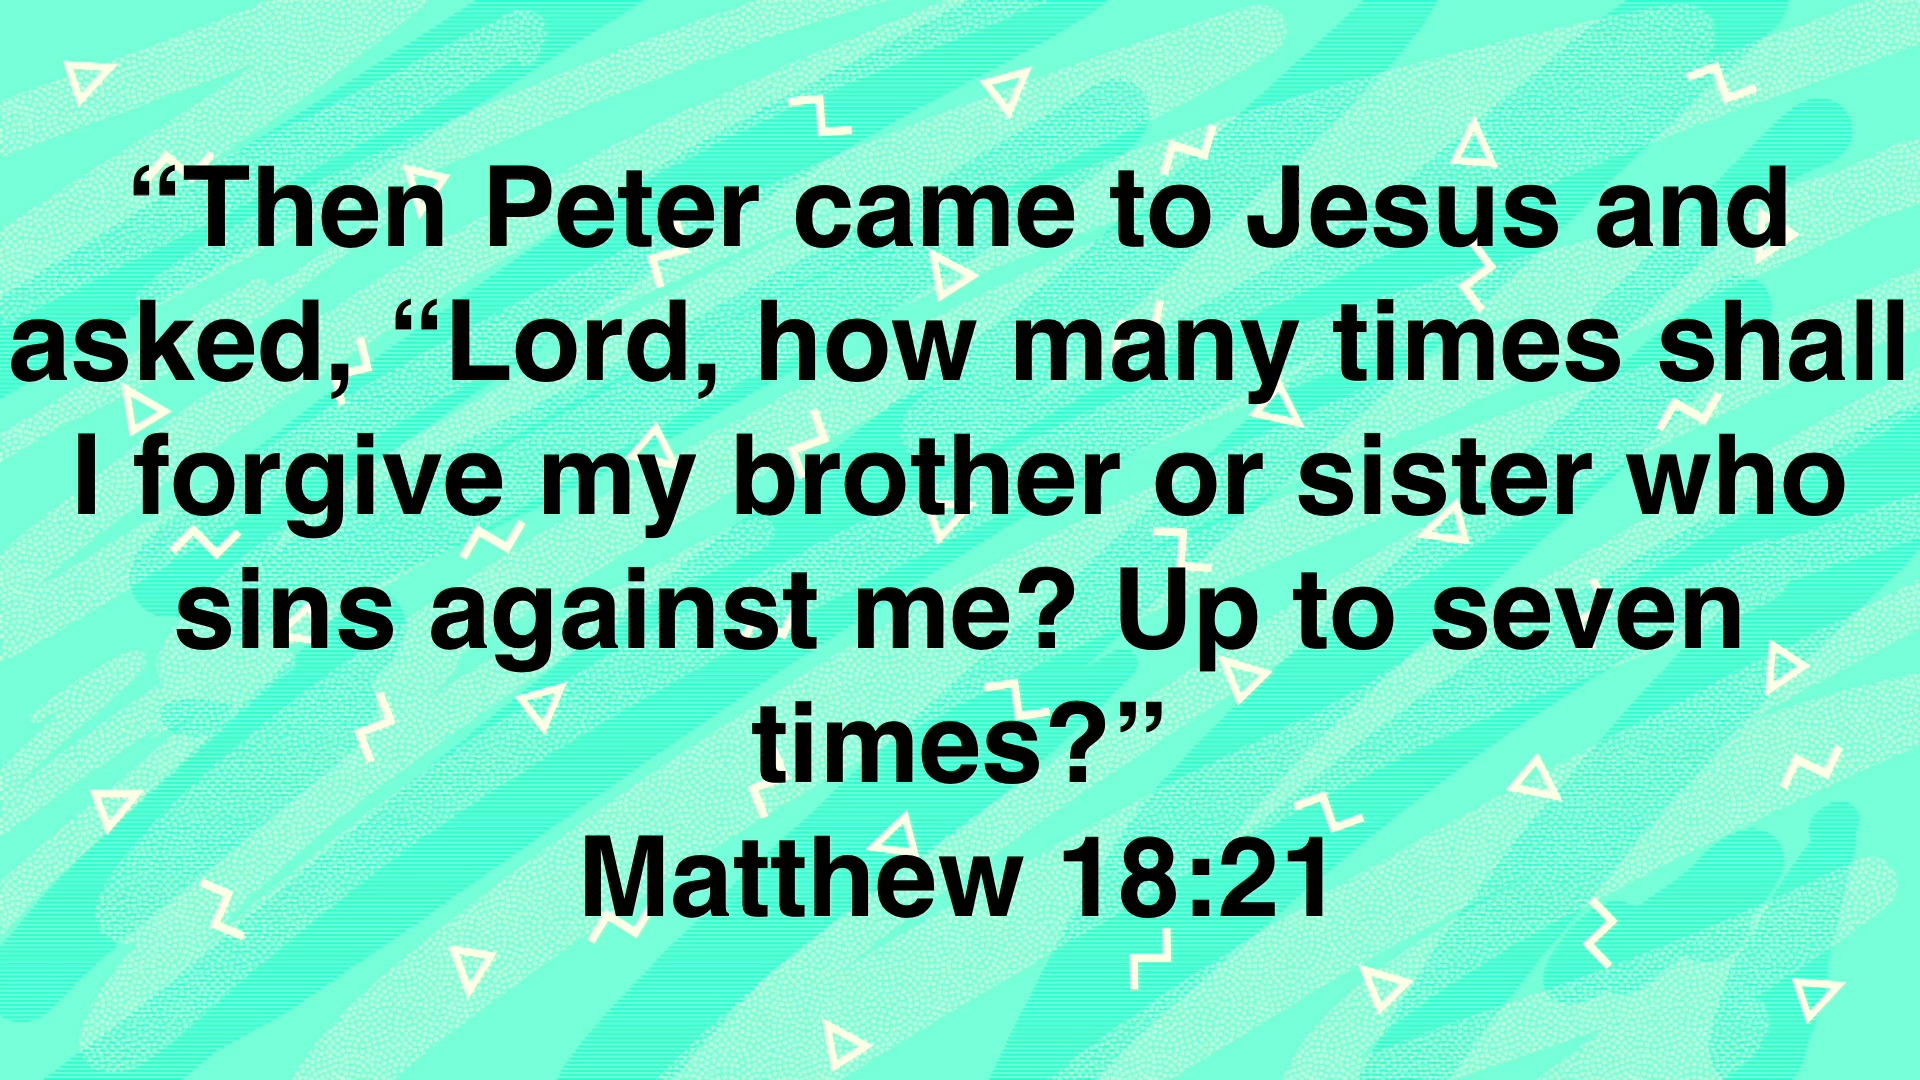 “Then Peter came to Jesus and
asked, “Lord, how many times shall
I forgive my brother or sister who
sins against me? Up to seven
times?”
Matthew 18:21